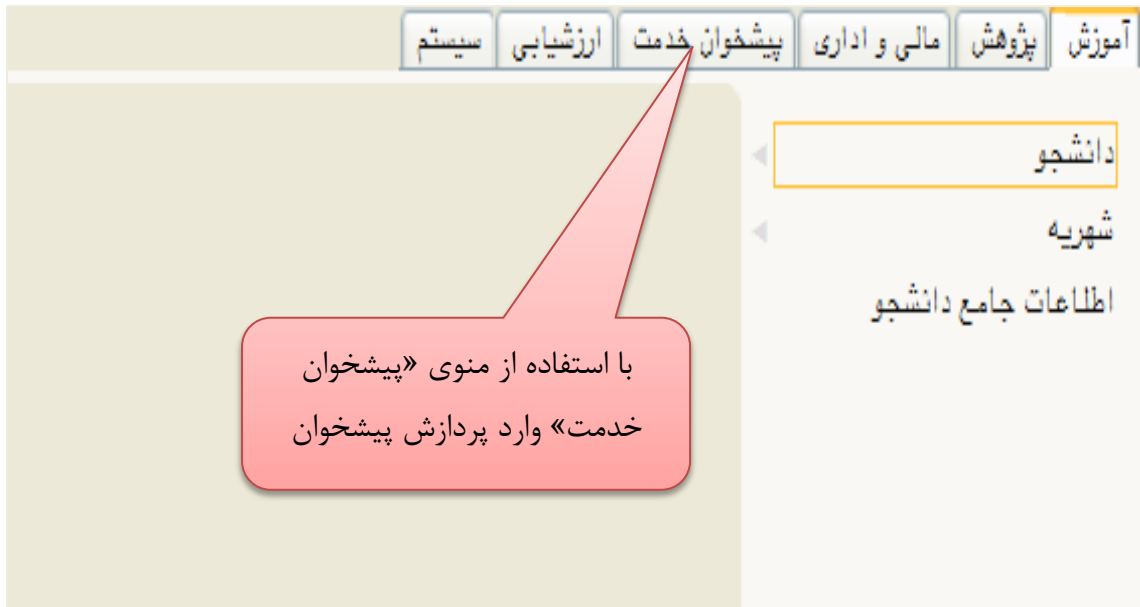 آموزش پژوهش مالی و اداری پیشخوان خدمت ارزشیابی سیستم
دانشجو
شهریه
اطلاعات جامع دانشجو
با استفاده از منوی «پیشخوان
خدمت» وارد پردازش پیشخوان